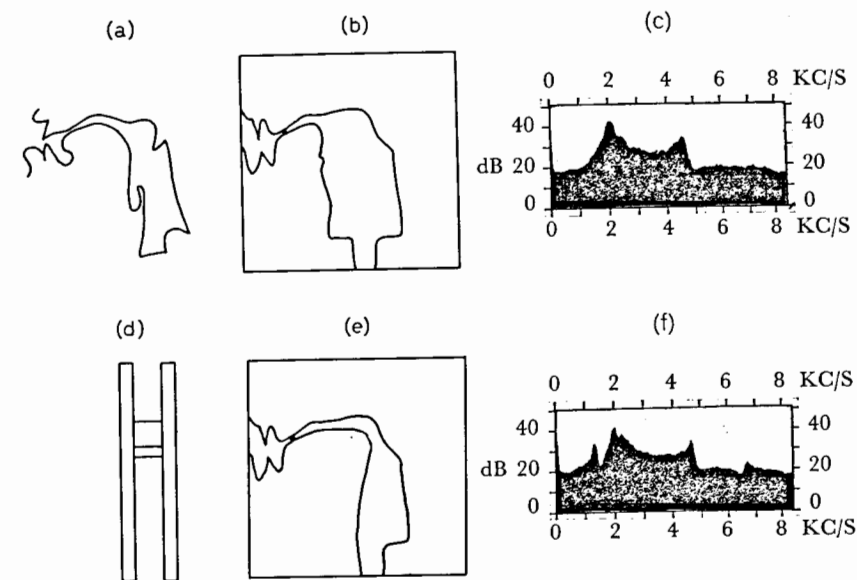 (a)
(b)
(c)
0 2 4 6 8 KC/S
40 40
dB 20 20
0 0
0 2 4 6 8 KC/S
(d)
(e)
(f)
0 2 4 6 8 KC/S
40 40
dB 20 20
0 0
0 2 4 6 8 KC/S